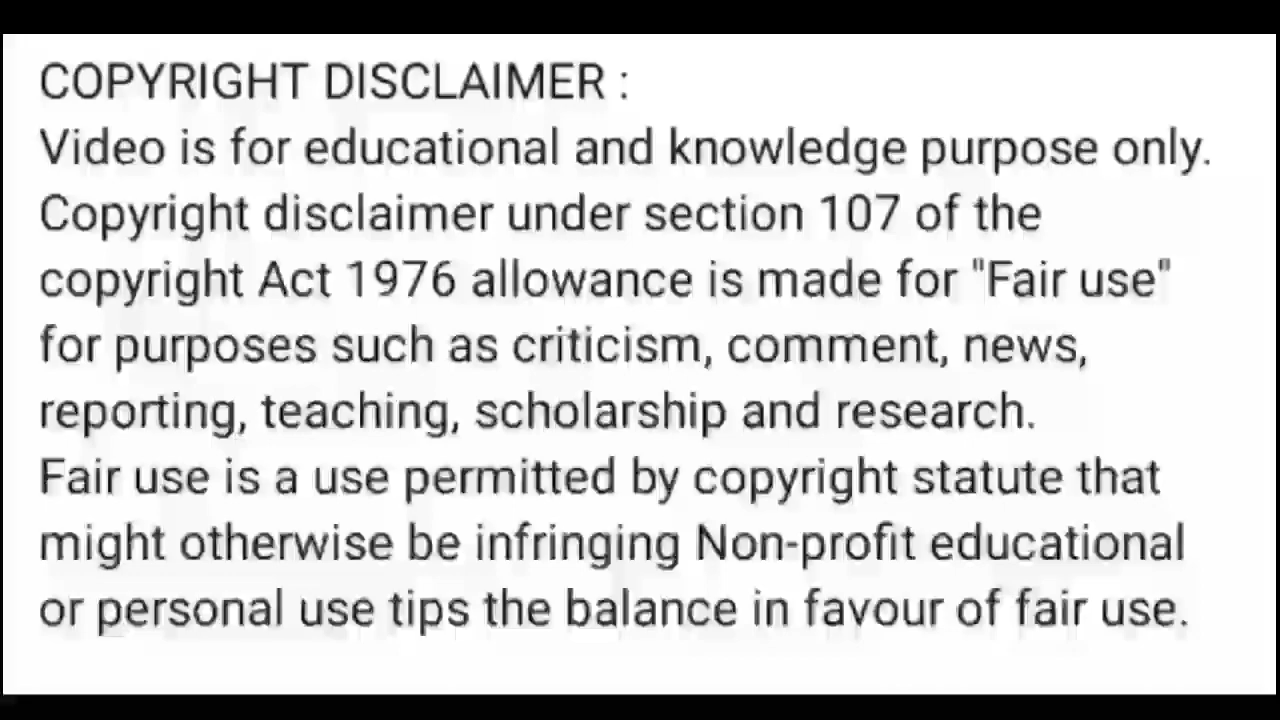 COPYRIGHT DISCLAIMER :
Video is for educational and knowledge purpose only.
Copyright disclaimer under section 107 of the
copyright Act 1976 allowance is made for "Fair use"
for purposes such as criticism, comment, news,
reporting, teaching, scholarship and research.
Fair use is a use permitted by copyright statute that
might otherwise be infringing Non-profit educational
or personal use tips the balance in favour of fair use.